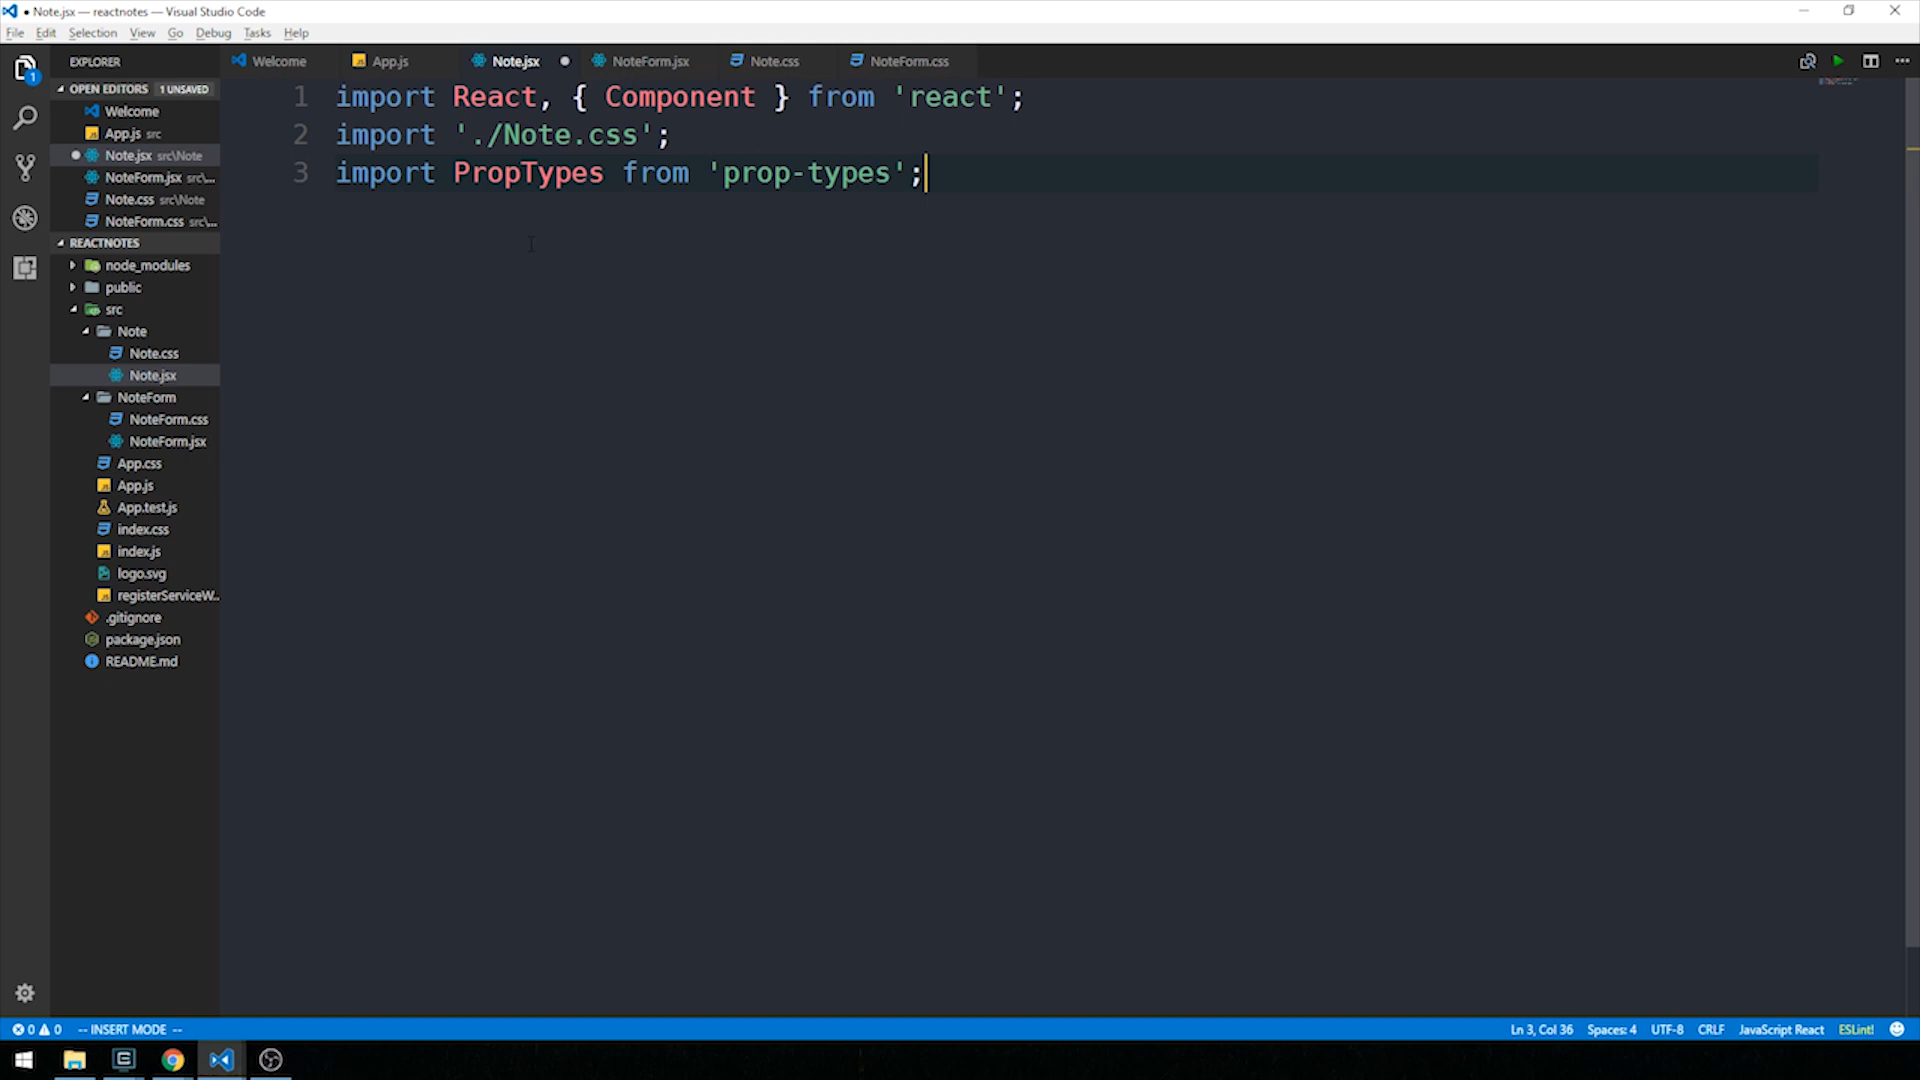 ● Note.jsx — reactnotes — Visual Studio Code
File Edit Selection View Go Debug Tasks Help
EXPLORER
Welcome App.js Note.jsx NoteForm.jsx Note.css NoteForm.css
1
OPEN EDITORS 1 UNSAVED
Welcome
App.js src
Note.jsx src\Note
NoteForm.jsx src\...
Note.css src\Note
NoteForm.css src\...
REACTNOTES
node_modules
public
src
Note
Note.css
Note.jsx
NoteForm
NoteForm.css
NoteForm.jsx
App.css
App.js
App.test.js
index.css
index.js
logo.svg
registerServiceW...
.gitignore
package.json
README.md
1 import React, { Component } from 'react';
2 import './Note.css';
3 import PropTypes from 'prop-types';
0 0 -- INSERT MODE -- Ln 3, Col 36 Spaces: 4 UTF-8 CRLF JavaScript React ESLint!